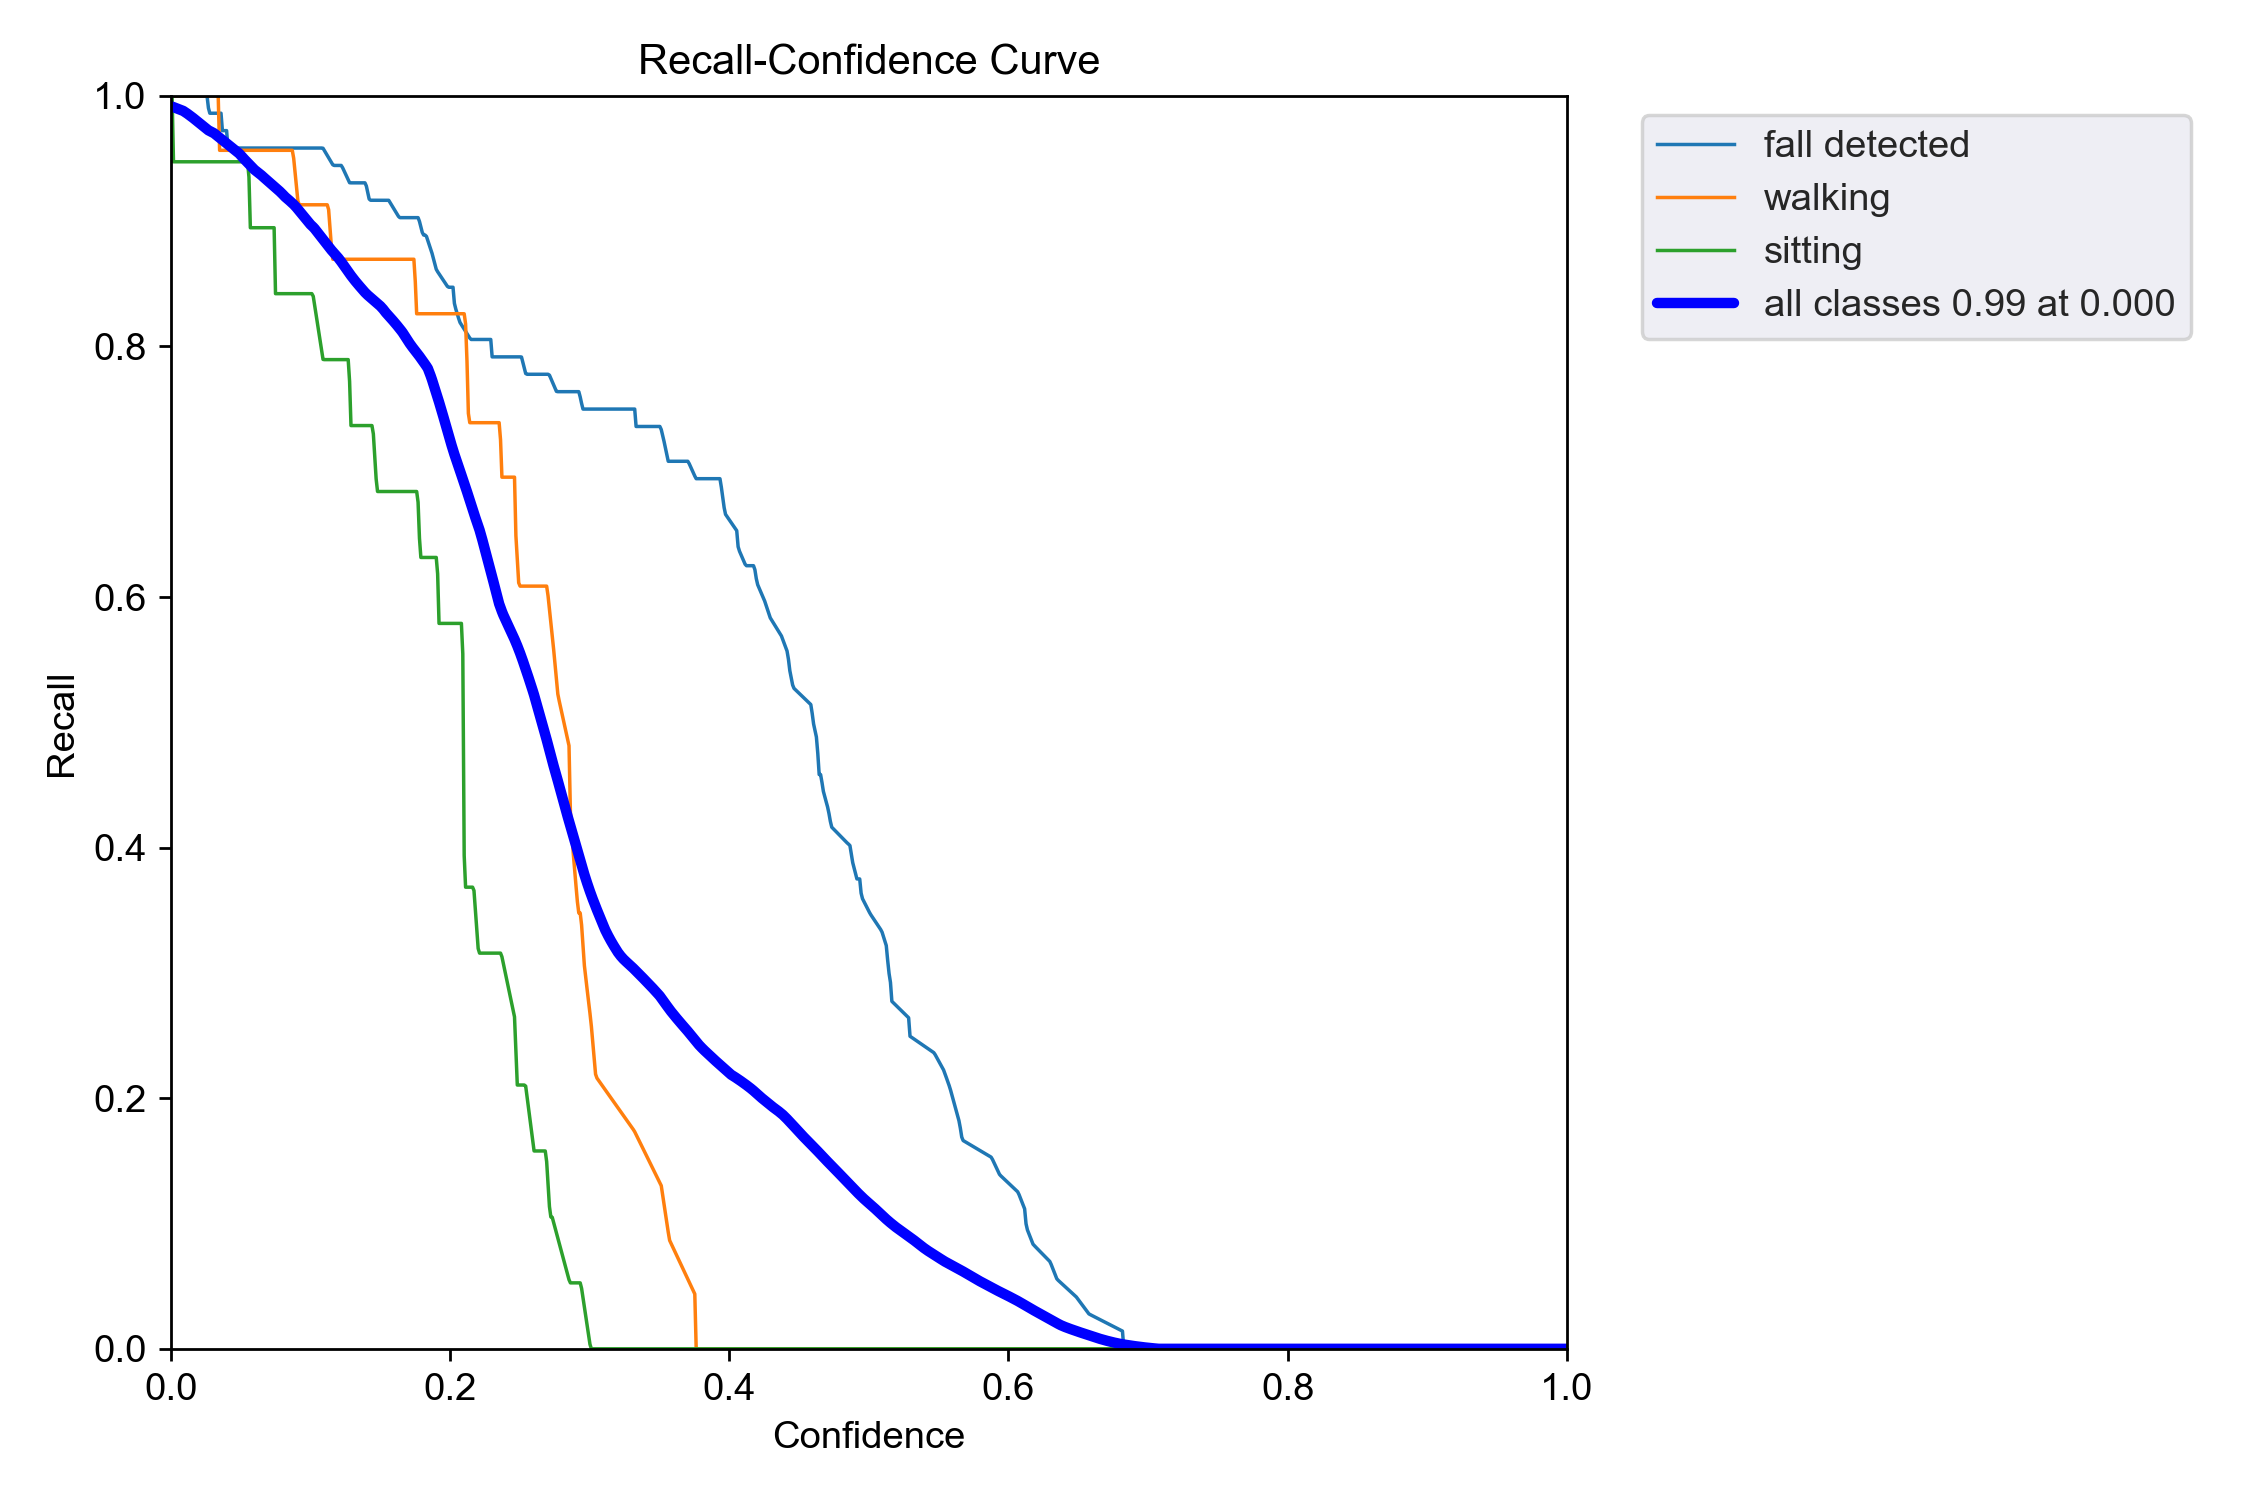 Recall-Confidence Curve
1.0
0.8
0.6
0.4
0.2
0.0
Recall
0.0 0.2 0.4 0.6 0.8 1.0
Confidence
fall detected
walking
sitting
all classes 0.99 at 0.000